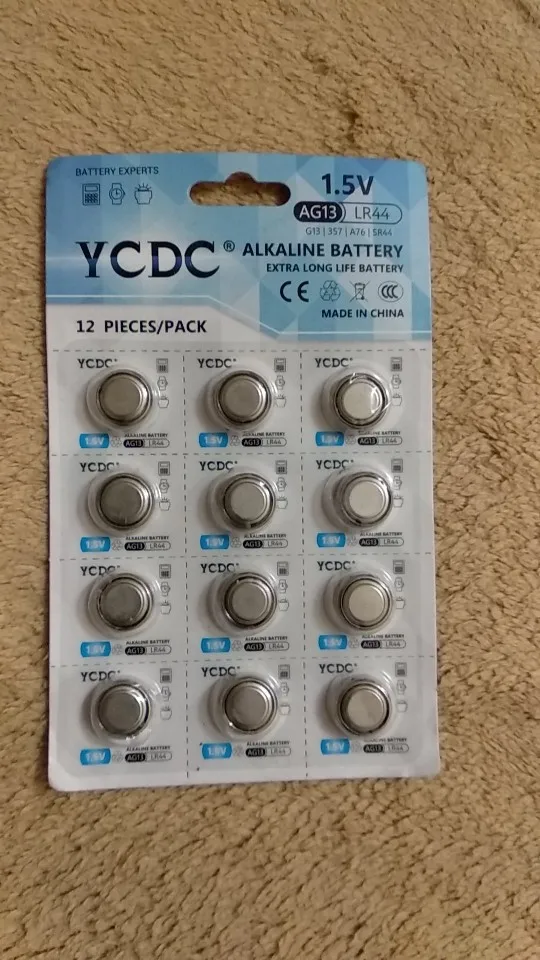 BATTERY EXPERTS
1.5V
AG13 LR44
G13 | 357 | A76 | SR44
YCDC® ALKALINE BATTERY
EXTRA LONG LIFE BATTERY
CE
CCC
MADE IN CHINA
12 PIECES/PACK
YCDC YCDC YCDC
ALKALINE BATTERY ALKALINE BATTERY ALKALINE BATTERY
1.5V AG13 LR44 1.5V AG13 LR44 1.5V AG13 LR44
YCDC YCDC YCDC
ALKALINE BATTERY ALKALINE BATTERY ALKALINE BATTERY
1.5V AG13 LR44 1.5V AG13 LR44 1.5V AG13 LR44
YCDC YCDC YCDC
ALKALINE BATTERY ALKALINE BATTERY ALKALINE BATTERY
1.5V AG13 LR44 1.5V AG13 LR44 1.5V AG13 LR44
YCDC YCDC YCDC
ALKALINE BATTERY ALKALINE BATTERY ALKALINE BATTERY
1.5V AG13 LR44 1.5V AG13 LR44 1.5V AG13 LR44